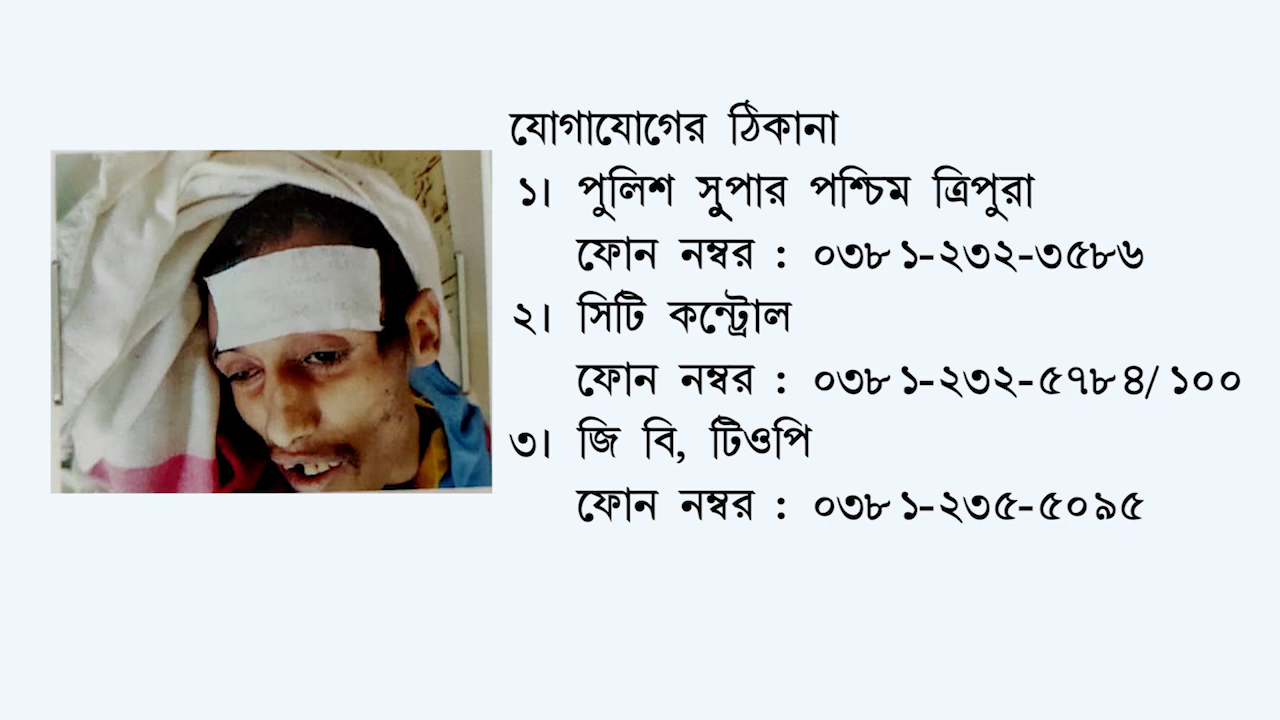 যোগাযোগের ঠিকানা
১। পুলিশ সুপার পশ্চিম ত্রিপুরা
ফোন নম্বর : ০৩৮১-২৩২-৩৫৮৬
২। সিটি কন্ট্রোল
ফোন নম্বর : ০৩৮১-২৩২-৫৭৮৪/১০০
৩। জি বি, টিওপি
ফোন নম্বর : ০৩৮১-২৩৫-৫০৯৫